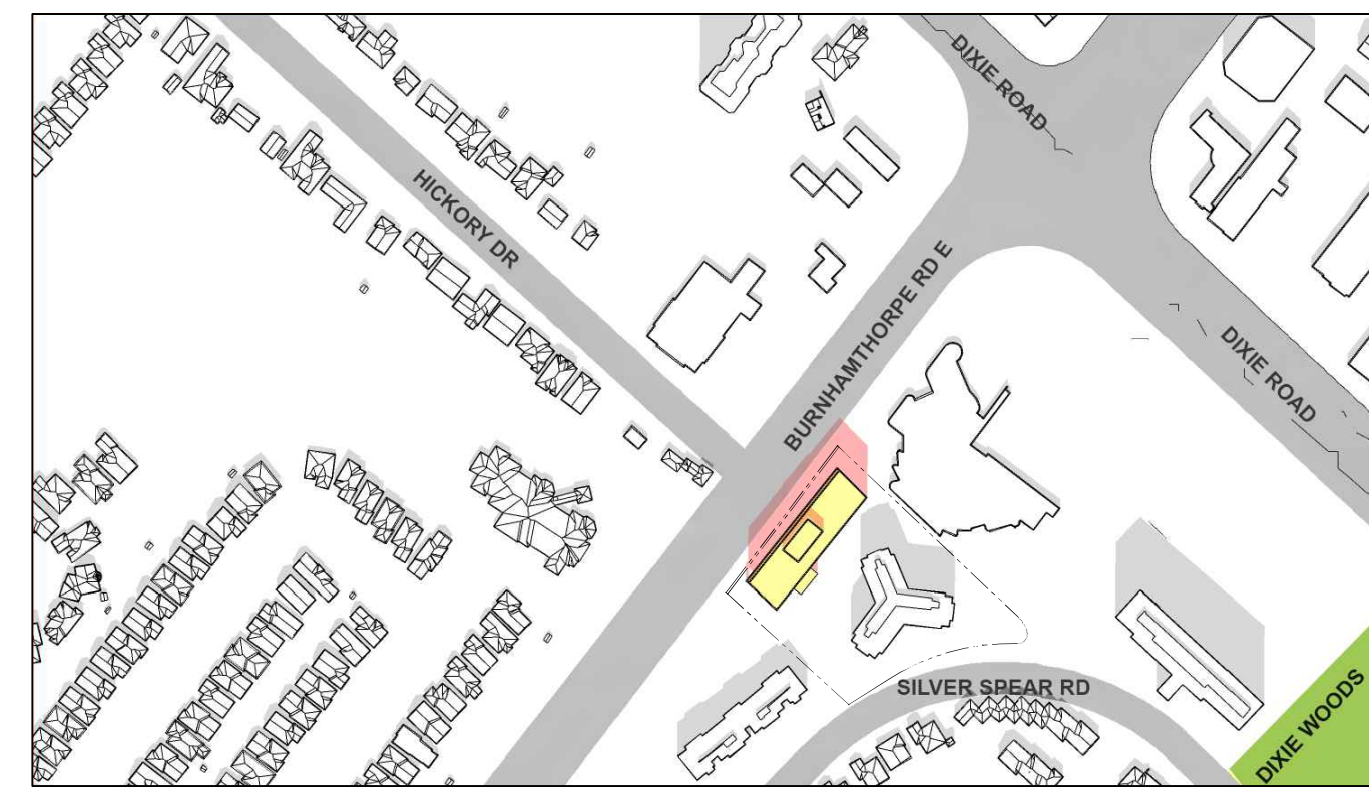 DIXIE ROAD
HICKORY DR
BURNHAMTHORPE RD E
DIXIE ROAD
SILVER SPEAR RD
DIXIE WOODS